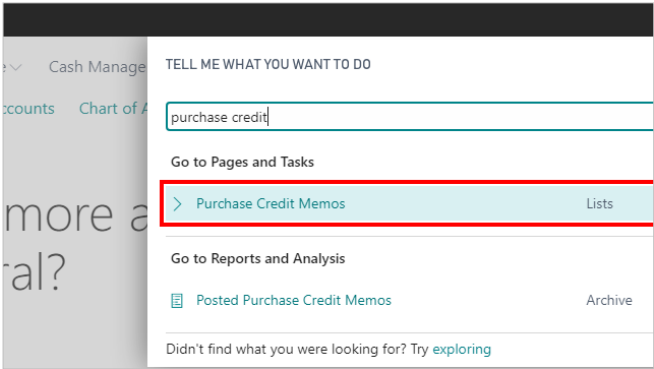 TELL ME WHAT YOU WANT TO DO
Cash Manage
purchase credit
ccounts Chart of A
Go to Pages and Tasks
Purchase Credit Memos Lists
more a
ral?
Go to Reports and Analysis
Posted Purchase Credit Memos Archive
Didn't find what you were looking for? Try exploring